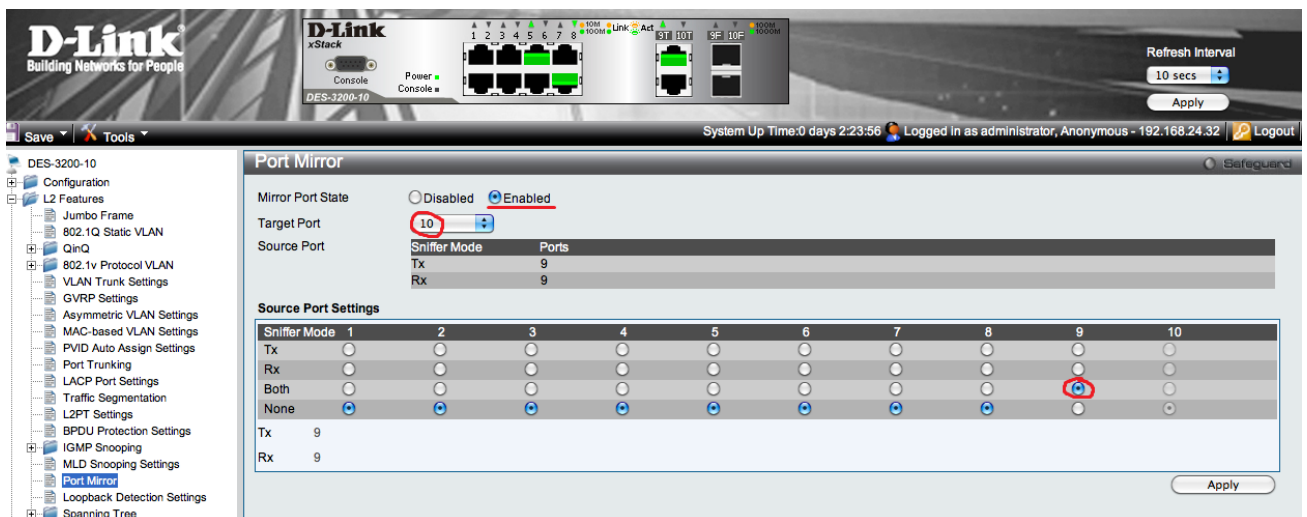 D-Link
Building Networks for People
D-Link
xStack
Console
Power
Console
DES-3200-10
1 2 3 4 5 6 7 8
10M
100M
Link
Act
9T 10T
9F 10F
100M
1000M
Refresh Interval
10 secs
Apply
Save
Tools
System Up Time:0 days 2:23:56
Logged in as administrator, Anonymous - 192.168.24.32
Logout
DES-3200-10
Configuration
L2 Features
Jumbo Frame
802.1Q Static VLAN
QinQ
802.1v Protocol VLAN
VLAN Trunk Settings
GVRP Settings
Asymmetric VLAN Settings
MAC-based VLAN Settings
PVID Auto Assign Settings
Port Trunking
LACP Port Settings
Traffic Segmentation
L2PT Settings
BPDU Protection Settings
IGMP Snooping
MLD Snooping Settings
Port Mirror
Loopback Detection Settings
Spanning Tree
Port Mirror
Safeguard
Mirror Port State
Disabled
Enabled
Target Port
10
Source Port
Sniffer Mode Ports
Tx 9
Rx 9
Source Port Settings
Sniffer Mode 1 2 3 4 5 6 7 8 9 10
Tx
Rx
Both
None
Tx 9
Rx 9
Apply